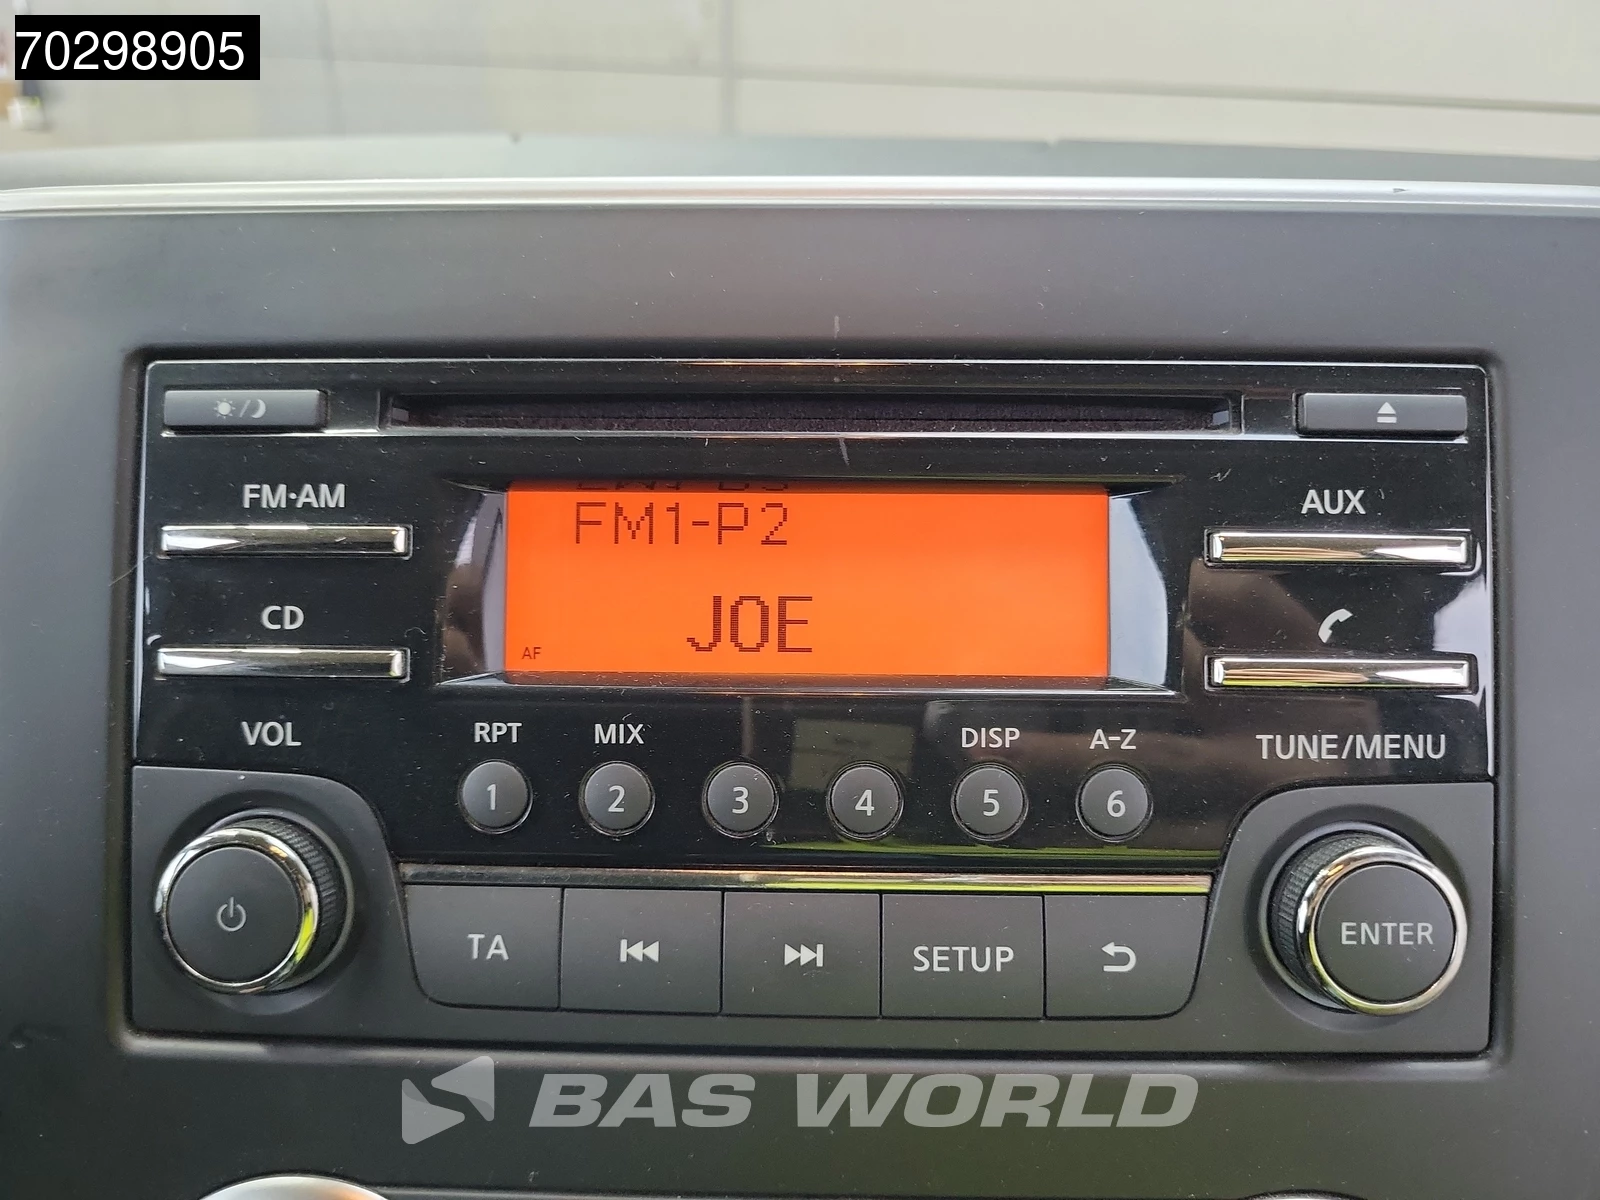 70298905
FM·AM
AUX
FM1-P2
CD
JOE
AF
VOL
RPT
MIX
DISP
A-Z
TUNE/MENU
1
2
3
4
5
6
TA
SETUP
ENTER
BAS WORLD